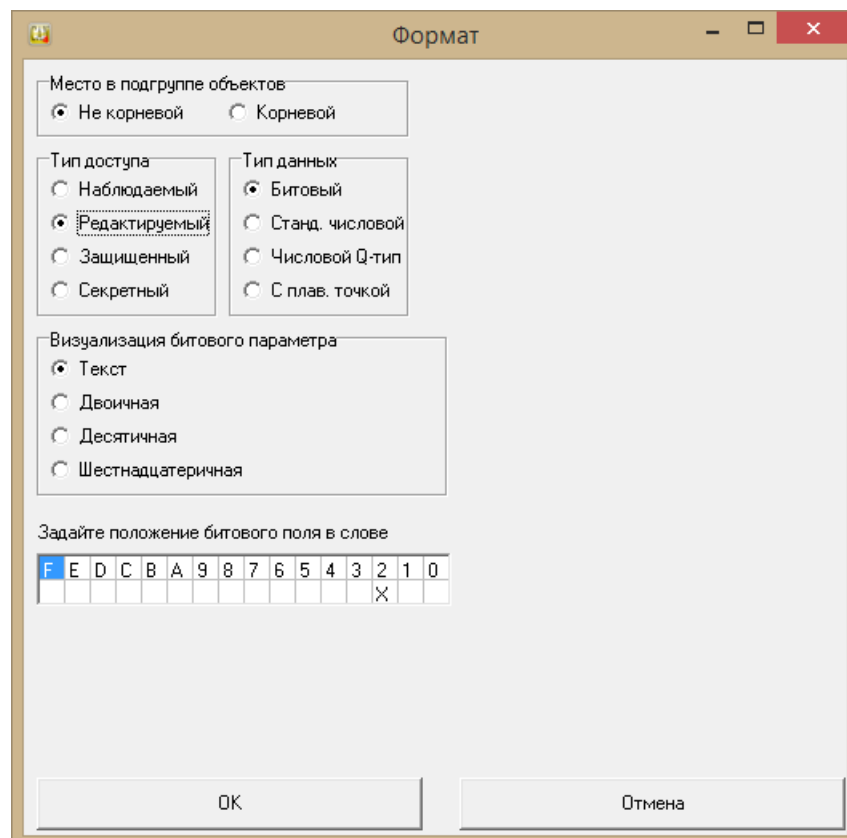 Формат
Место в подгруппе объектов
Не корневой Корневой
Тип доступа Тип данных
Наблюдаемый Битовый
Редактируемый Станд. числовой
Защищенный Числовой Q-тип
Секретный С плав. точкой
Визуализация битового параметра
Текст
Двоичная
Десятичная
Шестнадцатеричная
Задайте положение битового поля в слове
F E D C B A 9 8 7 6 5 4 3 2 1 0
X
OK Отмена